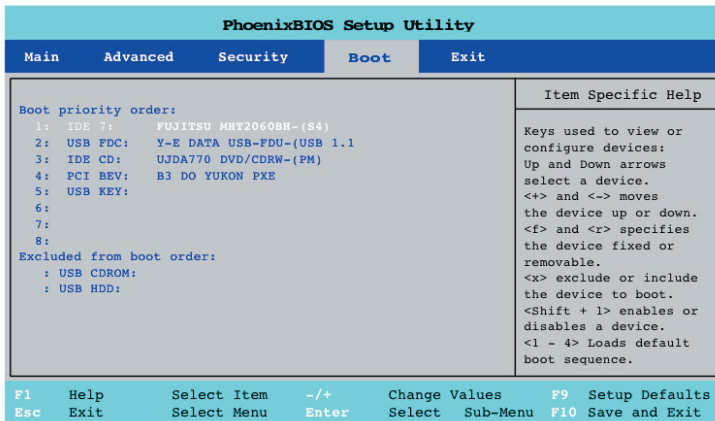 PhoenixBIOS Setup Utility
Main Advanced Security Boot Exit
Boot priority order:
1: IDE 7: FUJITSU MHT2060BH-(S4)
2: USB FDC: Y-E DATA USB-FDU-(USB 1.1
3: IDE CD: UJDA770 DVD/CDRW-(PM)
4: PCI BEV: B3 DO YUKON PXE
5: USB KEY:
6:
7:
8:
Excluded from boot order:
: USB CDROM:
: USB HDD:
Item Specific Help
Keys used to view or
configure devices:
Up and Down arrows
select a device.
<+> and <-> moves
the device up or down.
<f> and <r> specifies
the device fixed or
removable.
<x> exclude or include
the device to boot.
<Shift + 1> enables or
disables a device.
<1 - 4> Loads default
boot sequence.
F1 Help Select Item -/+ Change Values F9 Setup Defaults
Esc Exit Select Menu Enter Select Sub-Menu F10 Save and Exit